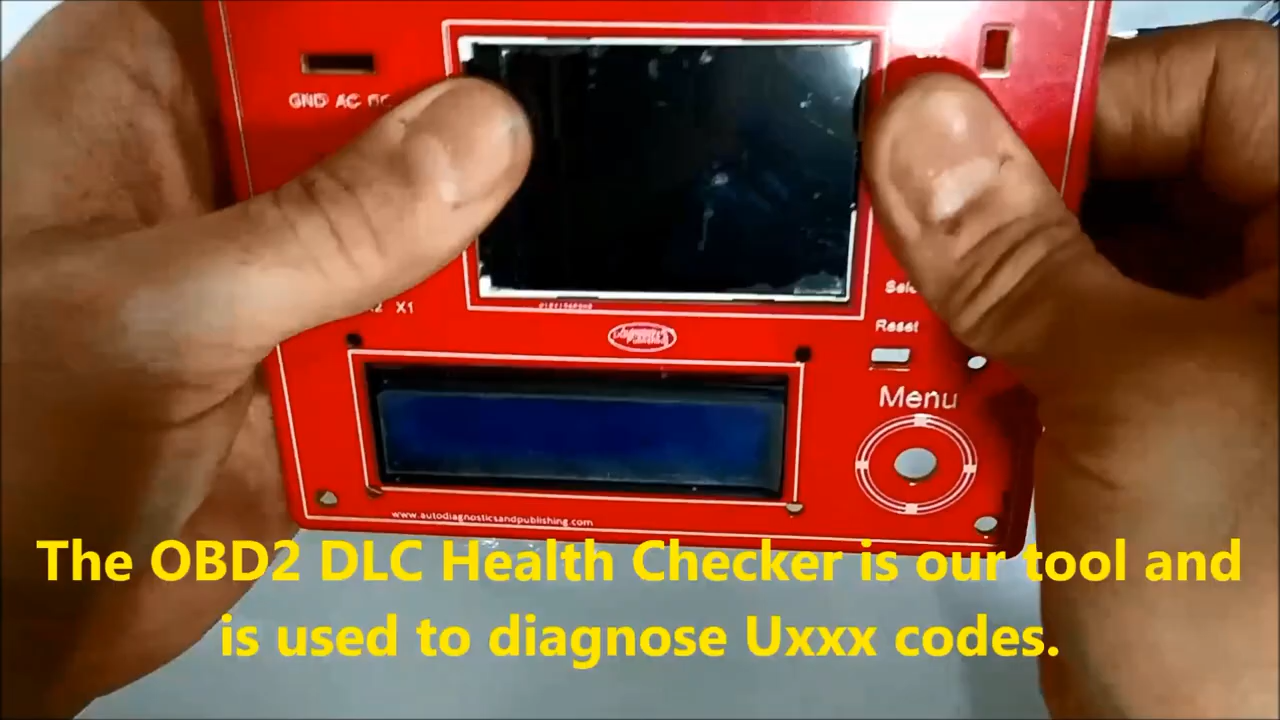 GND AC DC
X1
Reset
Menu
www.autodiagnosticsandpublishing.com
The OBD2 DLC Health Checker is our tool and
is used to diagnose Uxxx codes.